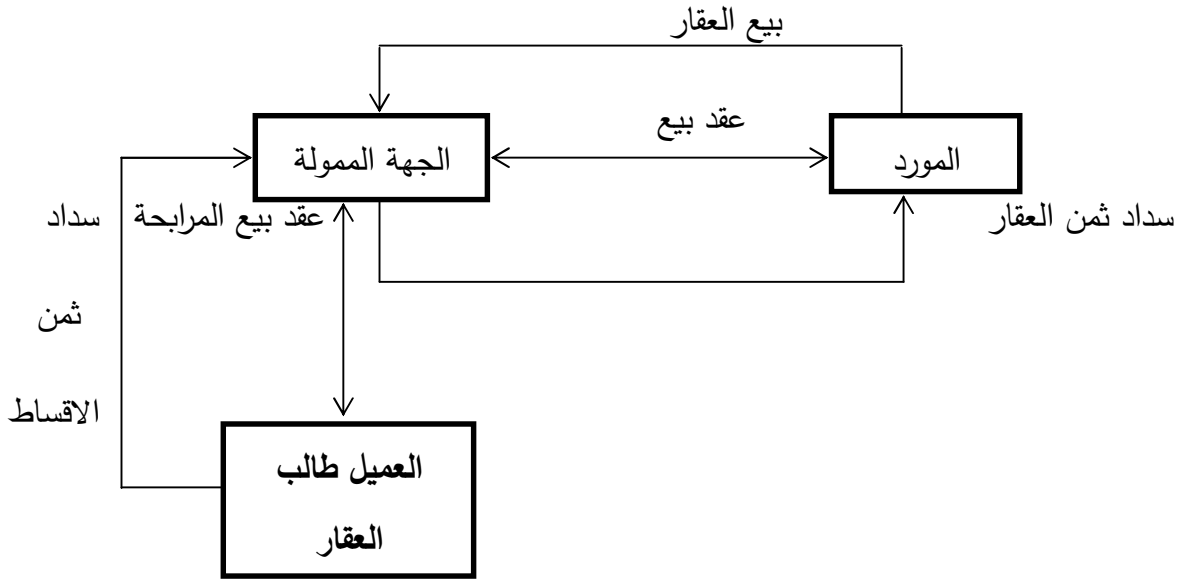 بيع العقار
عقد بيع
المورد
الجهة الممولة
سداد ثمن العقار
عقد بيع المرابحة
سداد
ثمن
الاقساط
العميل طالب
العقار